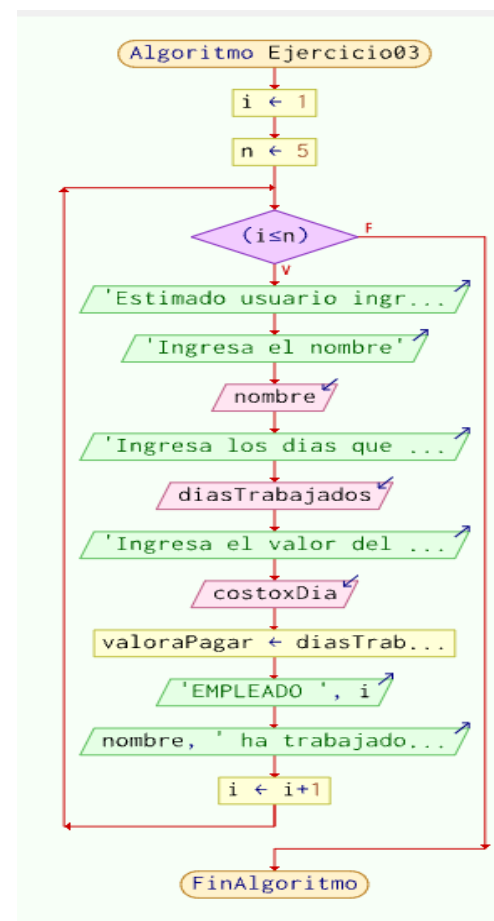 Algoritmo Ejercicio03
i ← 1
n ← 5
(i≤n)
F
V
'Estimado usuario ingr...
'Ingresa el nombre'
nombre
'Ingresa los dias que ...
diasTrabajados
'Ingresa el valor del ...
costoxDia
valoraPagar ← diasTrab...
'EMPLEADO ', i
nombre, ' ha trabajado...
i ← i+1
FinAlgoritmo